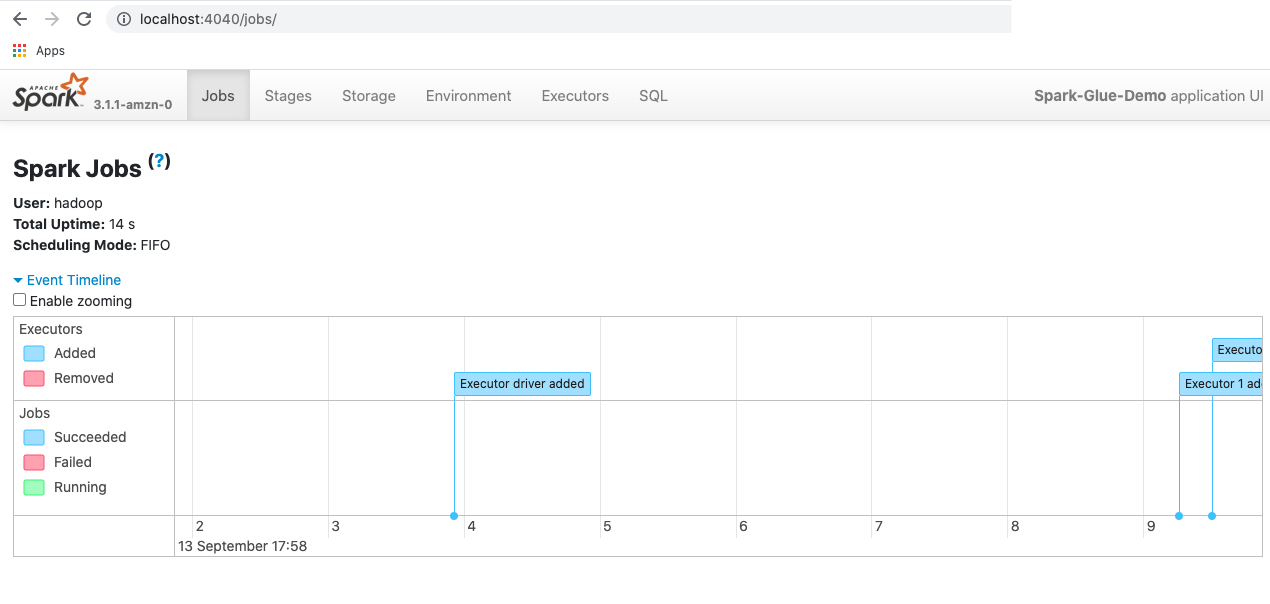 localhost:4040/jobs/
Apps
APACHE Spark 3.1.1-amzn-0 Jobs Stages Storage Environment Executors SQL Spark-Glue-Demo application UI
Spark Jobs (?)
User: hadoop
Total Uptime: 14 s
Scheduling Mode: FIFO
Event Timeline
Enable zooming
Executors
Added
Removed
Executor driver added
Executo
Executor 1 ad
Jobs
Succeeded
Failed
Running
2 3 4 5 6 7 8 9
13 September 17:58